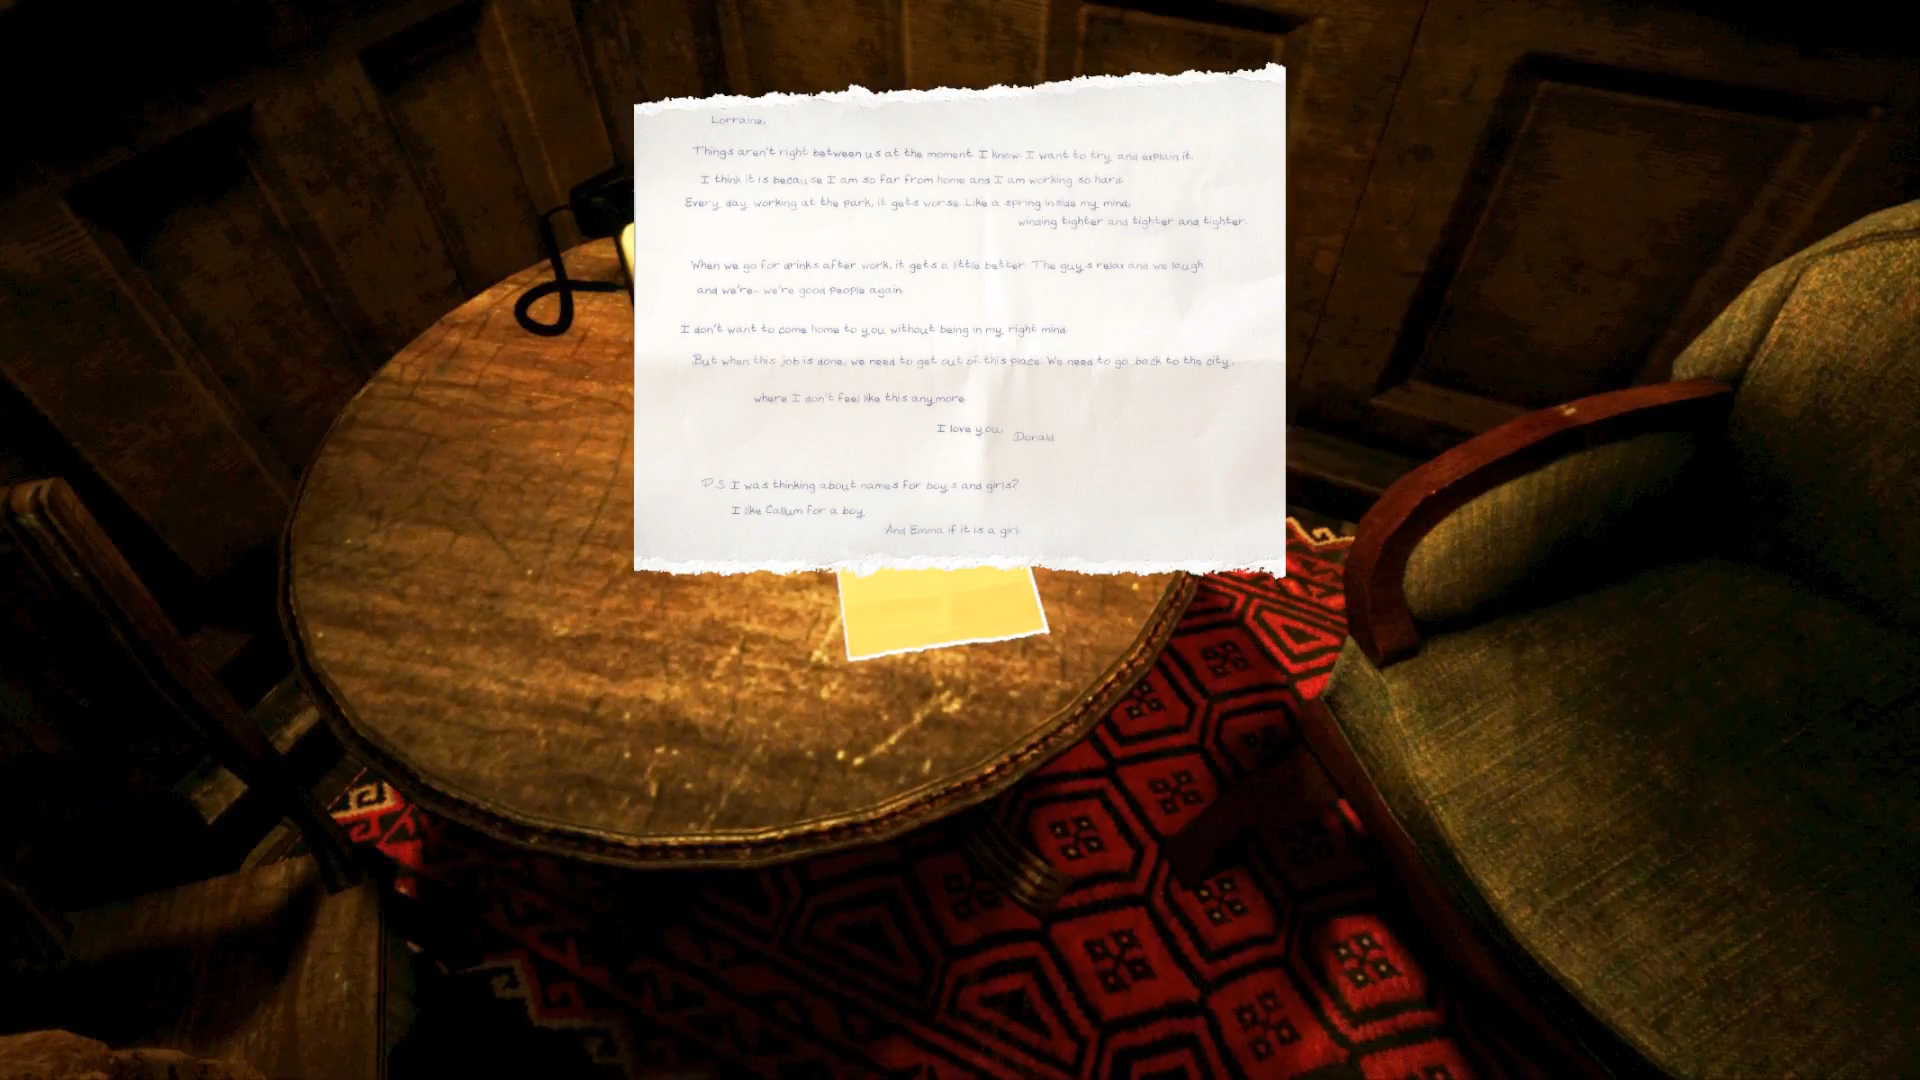 Lorraine,
Things aren't right between us at the moment. I know. I want to try and explain it.
I think it is because I am so far from home and I am working so hard.
Every day working at the park, it gets worse. Like a spring inside my mind,
winding tighter and tighter and tighter.
When we go for drinks after work, it gets a little better. The guys relax and we laugh
and we're-- we're good people again.
I don't want to come home to you without being in my right mind.
But when this job is done, we need to get out of this place. We need to go back to the city,
where I don't feel like this anymore.
I love you.
Donald
P.S. I was thinking about names for boys and girls?
I like Callum for a boy.
And Emma if it is a girl.